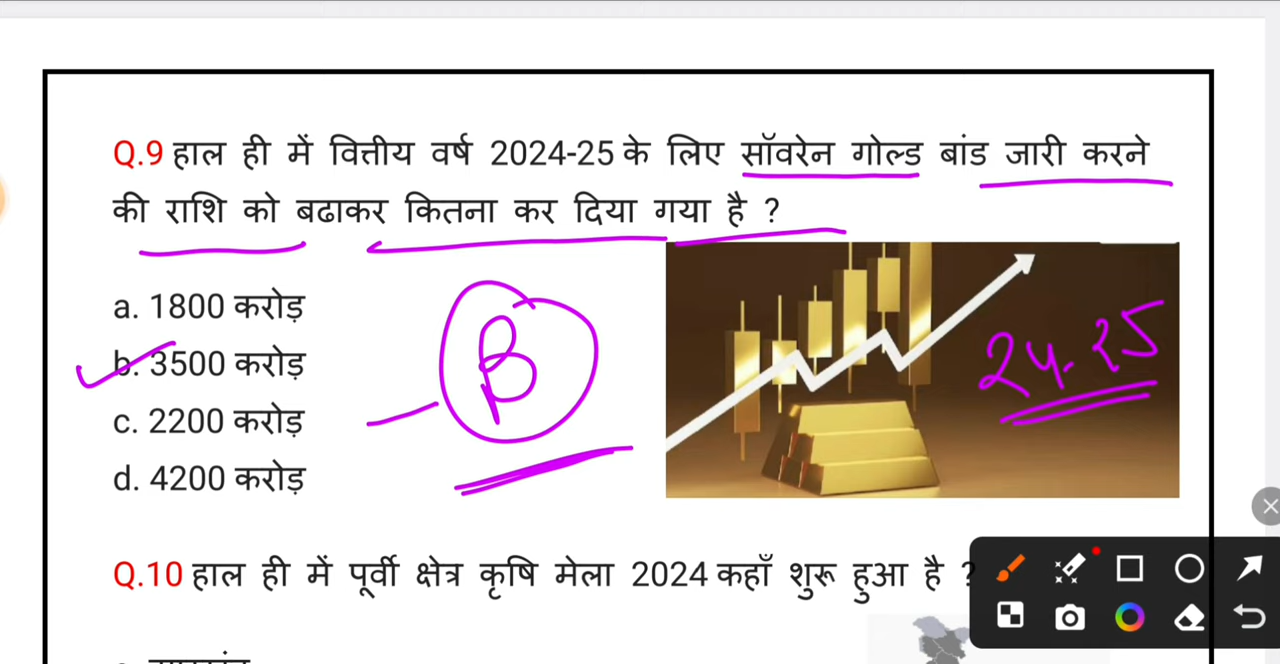 Q.9 हाल ही में वित्तीय वर्ष 2024-25 के लिए सॉवरेन गोल्ड बांड जारी करने
की राशि को बढाकर कितना कर दिया गया है ?
a. 1800 करोड़
b. 3500 करोड़
c. 2200 करोड़
d. 4200 करोड़
B
24-25
Q.10 हाल ही में पूर्वी क्षेत्र कृषि मेला 2024 कहाँ शुरू हुआ है ?